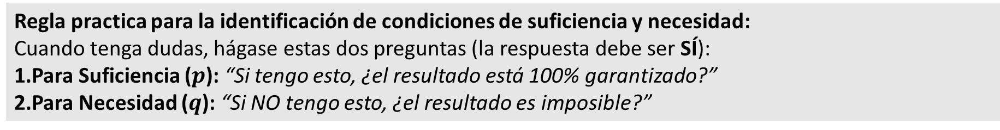 Regla practica para la identificación de condiciones de suficiencia y necesidad:
Cuando tenga dudas, hágase estas dos preguntas (la respuesta debe ser SÍ):
1.Para Suficiencia (p): “Si tengo esto, ¿el resultado está 100% garantizado?”
2.Para Necesidad (q): “Si NO tengo esto, ¿el resultado es imposible?”